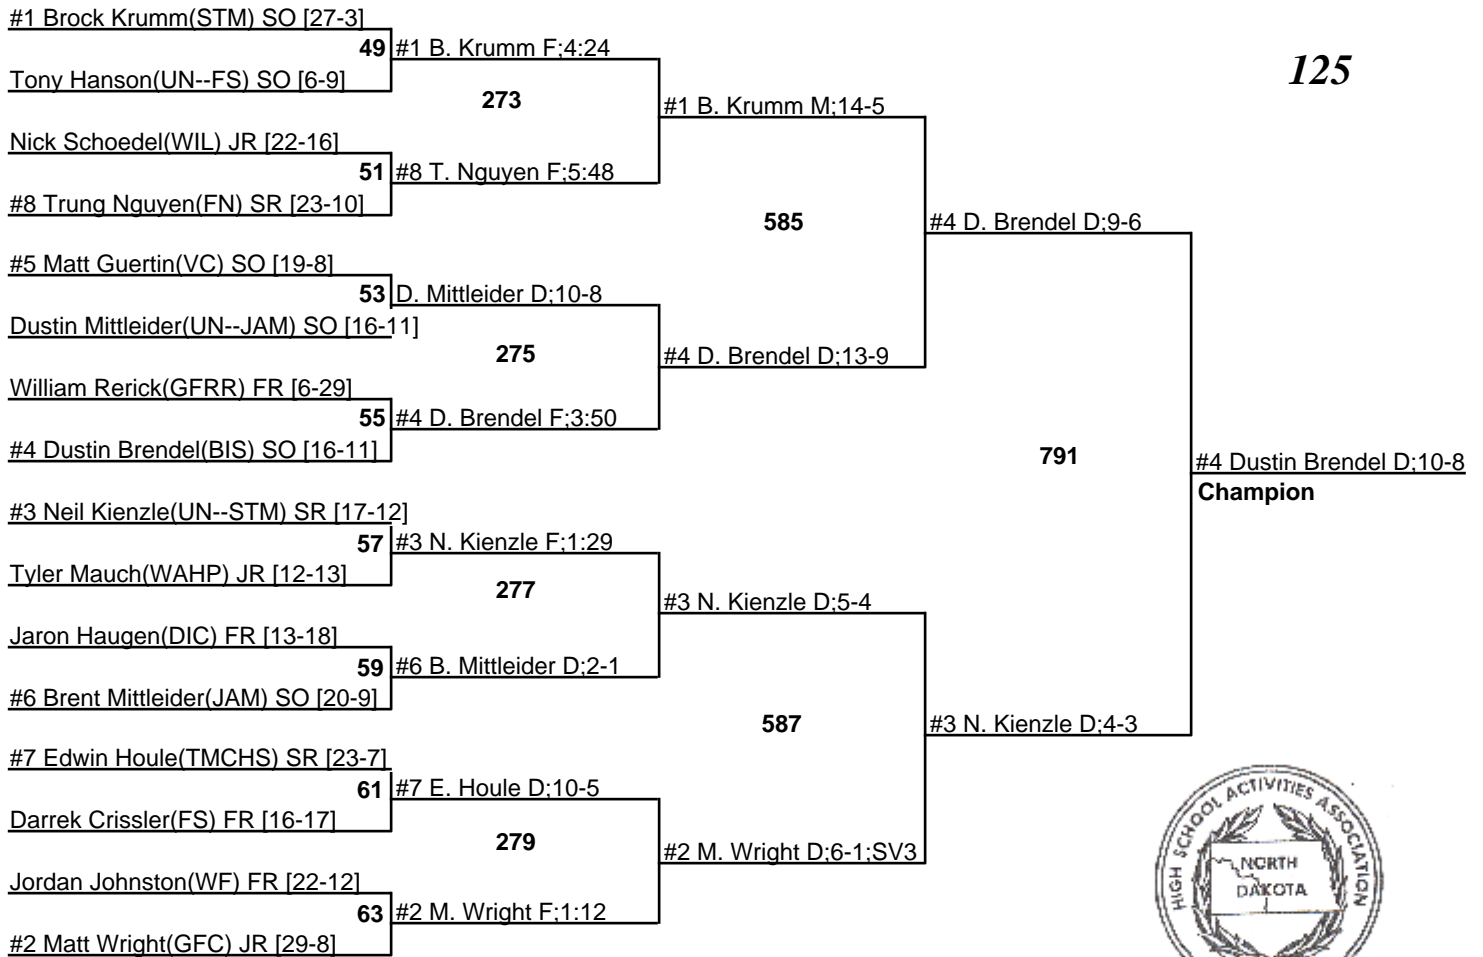 #1 Brock Krumm(STM) SO [27-3]
49 #1 B. Krumm F;4:24
125
Tony Hanson(UN--FS) SO [6-9]
273
#1 B. Krumm M;14-5
Nick Schoedel(WIL) JR [22-16]
51 #8 T. Nguyen F;5:48
#8 Trung Nguyen(FN) SR [23-10]
585
#4 D. Brendel D;9-6
#5 Matt Guertin(VC) SO [19-8]
53 D. Mittleider D;10-8
Dustin Mittleider(UN--JAM) SO [16-11]
275
#4 D. Brendel D;13-9
William Rerick(GFRR) FR [6-29]
55 #4 D. Brendel F;3:50
#4 Dustin Brendel(BIS) SO [16-11]
791
#4 Dustin Brendel D;10-8
Champion
#3 Neil Kienzle(UN--STM) SR [17-12]
57 #3 N. Kienzle F;1:29
Tyler Mauch(WAHP) JR [12-13]
277
#3 N. Kienzle D;5-4
Jaron Haugen(DIC) FR [13-18]
59 #6 B. Mittleider D;2-1
#6 Brent Mittleider(JAM) SO [20-9]
587
#3 N. Kienzle D;4-3
#7 Edwin Houle(TMCHS) SR [23-7]
61 #7 E. Houle D;10-5
Darrek Crissler(FS) FR [16-17]
279
#2 M. Wright D;6-1;SV3
Jordan Johnston(WF) FR [22-12]
63 #2 M. Wright F;1:12
#2 Matt Wright(GFC) JR [29-8]
HIGH SCHOOL ACTIVITIES ASSOCIATION
NORTH
DAKOTA